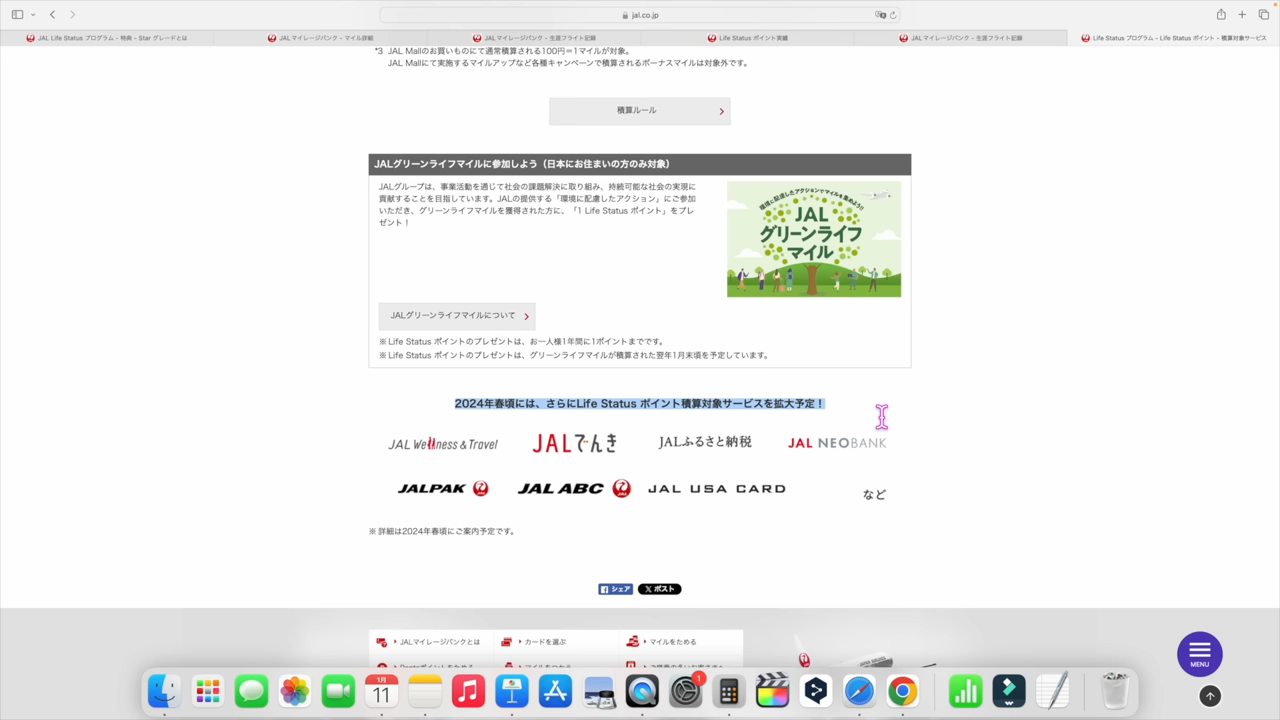 jal.co.jp
JAL Life Status プログラム - 特典 - Star グレードとは
JALマイレージバンク - マイル詳細
JALマイレージバンク - 生涯フライト記録
Life Status ポイント実績
JALマイレージバンク - 生涯フライト記録
Life Status プログラム - Life Status ポイント - 積算対象サービス
*3 JAL Mallのお買いものにて通常積算される100円＝1マイルが対象。
JAL Mallにて実施するマイルアップなど各種キャンペーンで積算されるボーナスマイルは対象外です。
積算ルール
JALグリーンライフマイルに参加しよう（日本にお住まいの方のみ対象）
JALグループは、事業活動を通じて社会の課題解決に取り組み、持続可能な社会の実現に
貢献することを目指しています。JALの提供する「環境に配慮したアクション」にご参加
いただき、グリーンライフマイルを獲得された方に、「1 Life Status ポイント」をプレ
ゼント！
環境に配慮したアクションでマイルを集めよう!!
JAL
グリーンライフ
マイル
JALグリーンライフマイルについて
※ Life Status ポイントのプレゼントは、お一人様1年間に1ポイントまでです。
※ Life Status ポイントのプレゼントは、グリーンライフマイルが積算された翌年1月末頃を予定しています。
2024年春頃には、さらにLife Status ポイント積算対象サービスを拡大予定！
JAL Wellness & Travel
JALでんき
JALふるさと納税
JAL NEOBANK
JALPAK
JAL ABC
JAL USA CARD
など
※ 詳細は2024年春頃にご案内予定です。
シェア
ポスト
JALマイレージバンクとは
カードを選ぶ
マイルをためる
MENU
1月
11
1